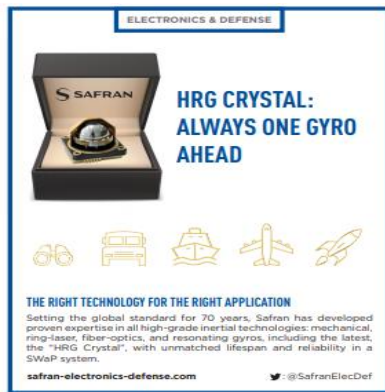 ELECTRONICS & DEFENSE
SAFRAN
HRG CRYSTAL:
ALWAYS ONE GYRO
AHEAD
THE RIGHT TECHNOLOGY FOR THE RIGHT APPLICATION
Setting the global standard for 70 years, Safran has developed
proven expertise in all high-grade inertial technologies: mechanical,
ring-laser, fiber-optics, and resonating gyros, including the latest,
the "HRG Crystal", with unmatched lifespan and reliability in a
SWaP system.
safran-electronics-defense.com
: @SafranElecDef